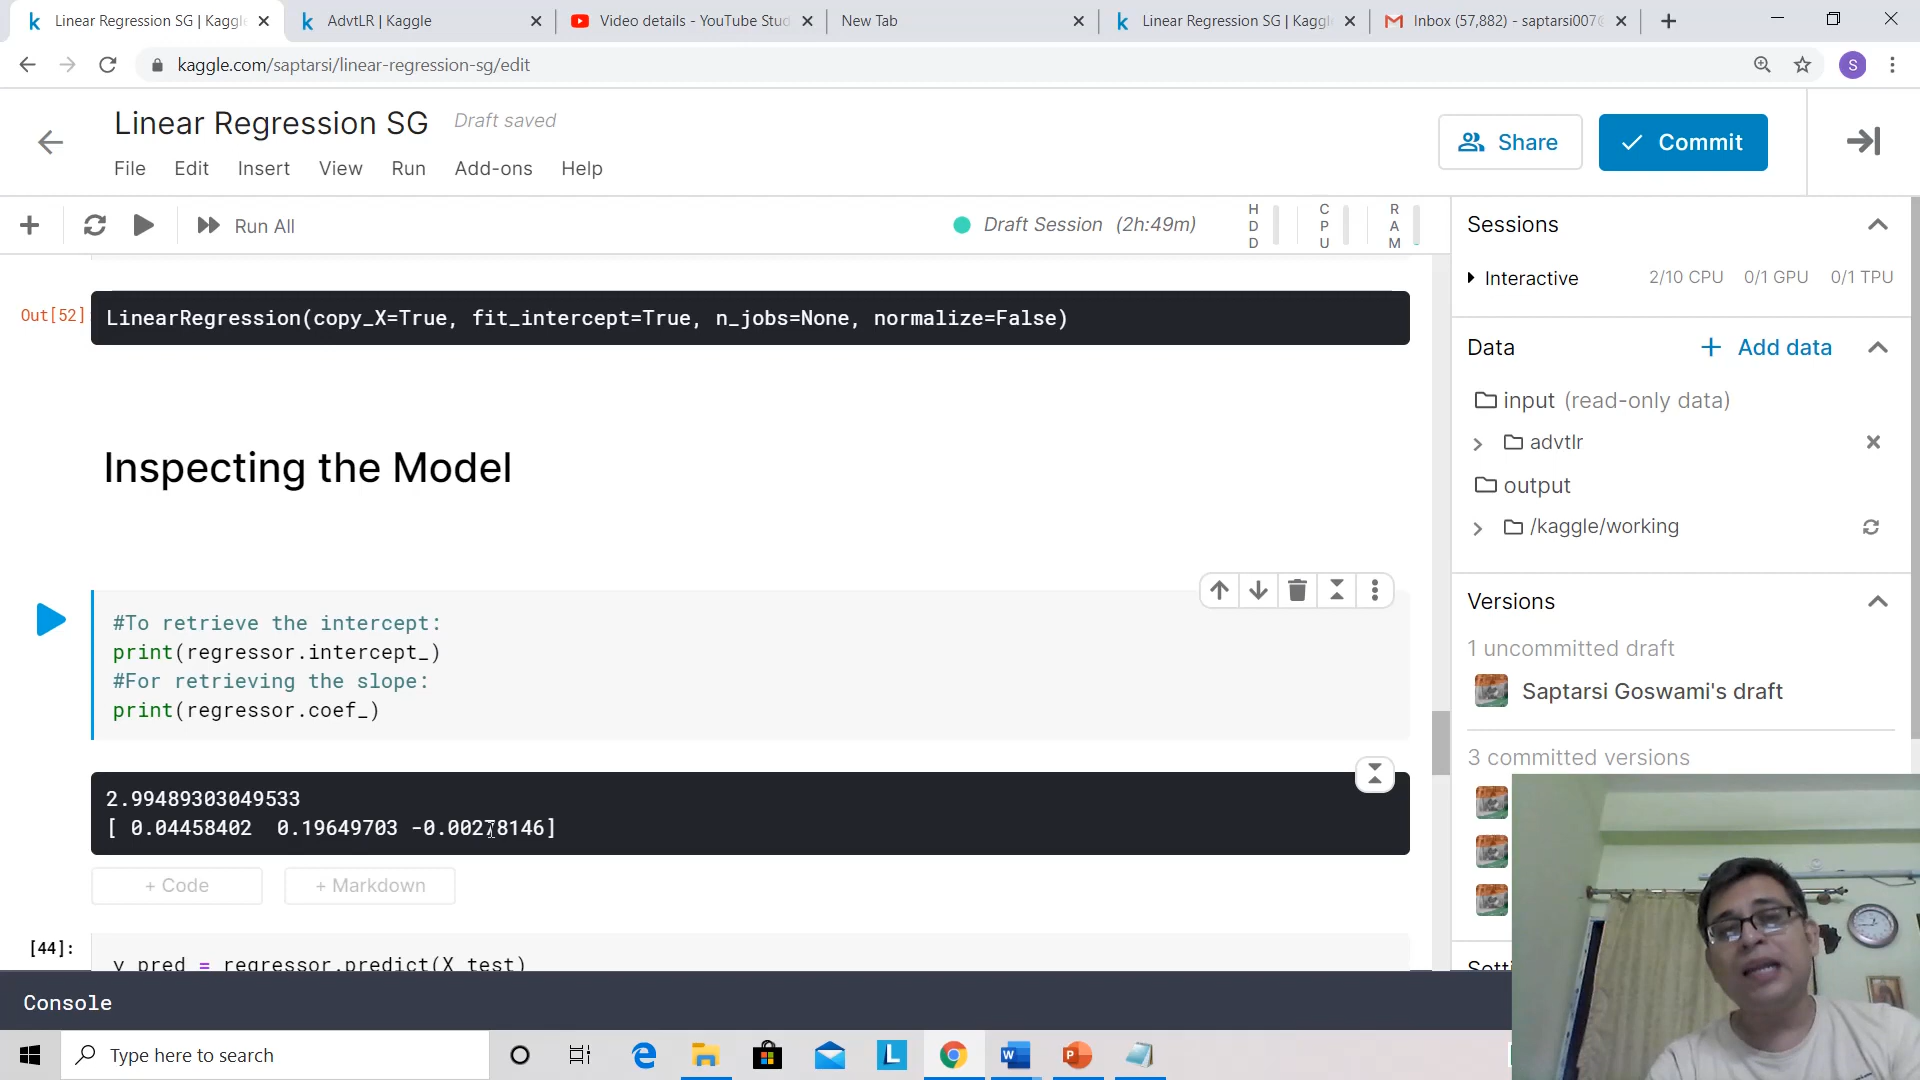 Linear Regression SG | Kaggle
AdvtLR | Kaggle
Video details - YouTube Stud
New Tab
Linear Regression SG | Kaggle
Inbox (57,882) - saptarsi007@
kaggle.com/saptarsi/linear-regression-sg/edit
S
Linear Regression SG
Draft saved
File Edit Insert View Run Add-ons Help
Share
Commit
Run All
Draft Session (2h:49m)
HDD
CPU
RAM
Out[52]
LinearRegression(copy_X=True, fit_intercept=True, n_jobs=None, normalize=False)
Inspecting the Model
#To retrieve the intercept:
print(regressor.intercept_)
#For retrieving the slope:
print(regressor.coef_)
2.99489303049533
[ 0.04458402 0.19649703 -0.00278146]
+ Code
+ Markdown
[44]:
y_pred = regressor.predict(X_test)
Console
Sessions
Interactive 2/10 CPU 0/1 GPU 0/1 TPU
Data
+ Add data
input (read-only data)
advtlr
output
/kaggle/working
Versions
1 uncommitted draft
Saptarsi Goswami's draft
3 committed versions
Type here to search